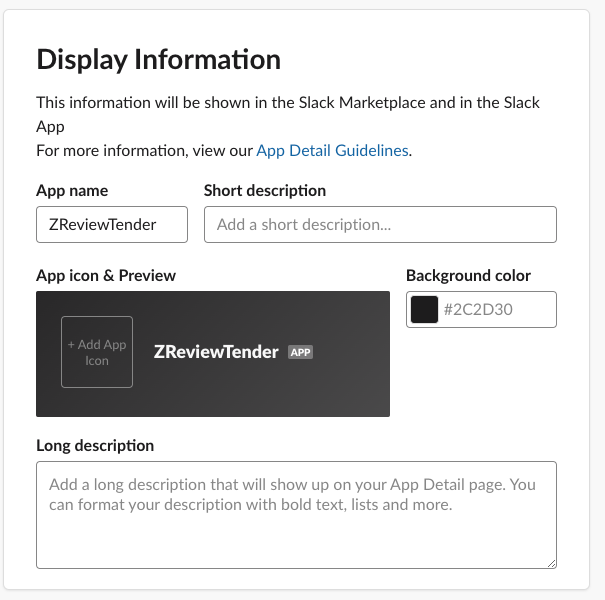 Display Information
This information will be shown in the Slack Marketplace and in the Slack
App
For more information, view our App Detail Guidelines.
App name
Short description
ZReviewTender
Add a short description...
App icon & Preview
Background color
+ Add App
Icon
ZReviewTender APP
#2C2D30
Long description
Add a long description that will show up on your App Detail page. You
can format your description with bold text, lists and more.